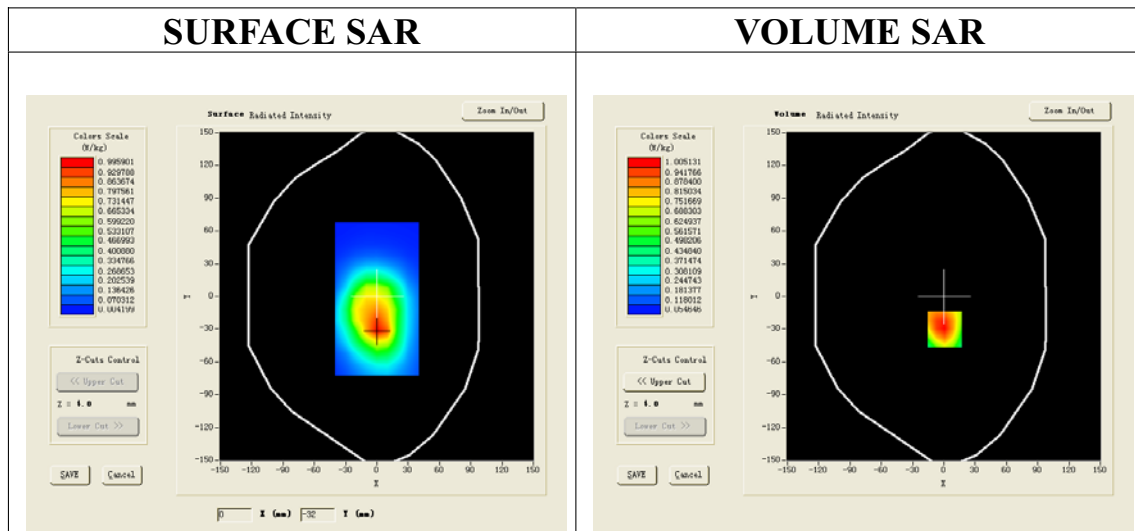 SURFACE SAR
VOLUME SAR
Surface Radiated Intensity
Zoom In/Out
Colors Scale
(W/kg)
0.995901
0.929788
0.863674
0.797561
0.731447
0.665334
0.599220
0.533107
0.466993
0.400880
0.334766
0.268653
0.202539
0.136426
0.070312
0.004199
150
120
90
60
30
0
-30
-60
-90
-120
-150
Y
-150 -120 -90 -60 -30 0 30 60 90 120 150
X
Z-Cuts Control
<< Upper Cut
Z = 4.0 mm
Lower Cut >>
SAVE Cancel
0 X (mm) -32 Y (mm)
Volume Radiated Intensity
Zoom In/Out
Colors Scale
(W/kg)
1.005131
0.941766
0.878400
0.815034
0.751669
0.688303
0.624937
0.561571
0.498206
0.434840
0.371474
0.308109
0.244743
0.181377
0.118012
0.054646
150
120
90
60
30
0
-30
-60
-90
-120
-150
Y
-150 -120 -90 -60 -30 0 30 60 90 120 150
X
Z-Cuts Control
<< Upper Cut
Z = 4.0 mm
Lower Cut >>
SAVE Cancel